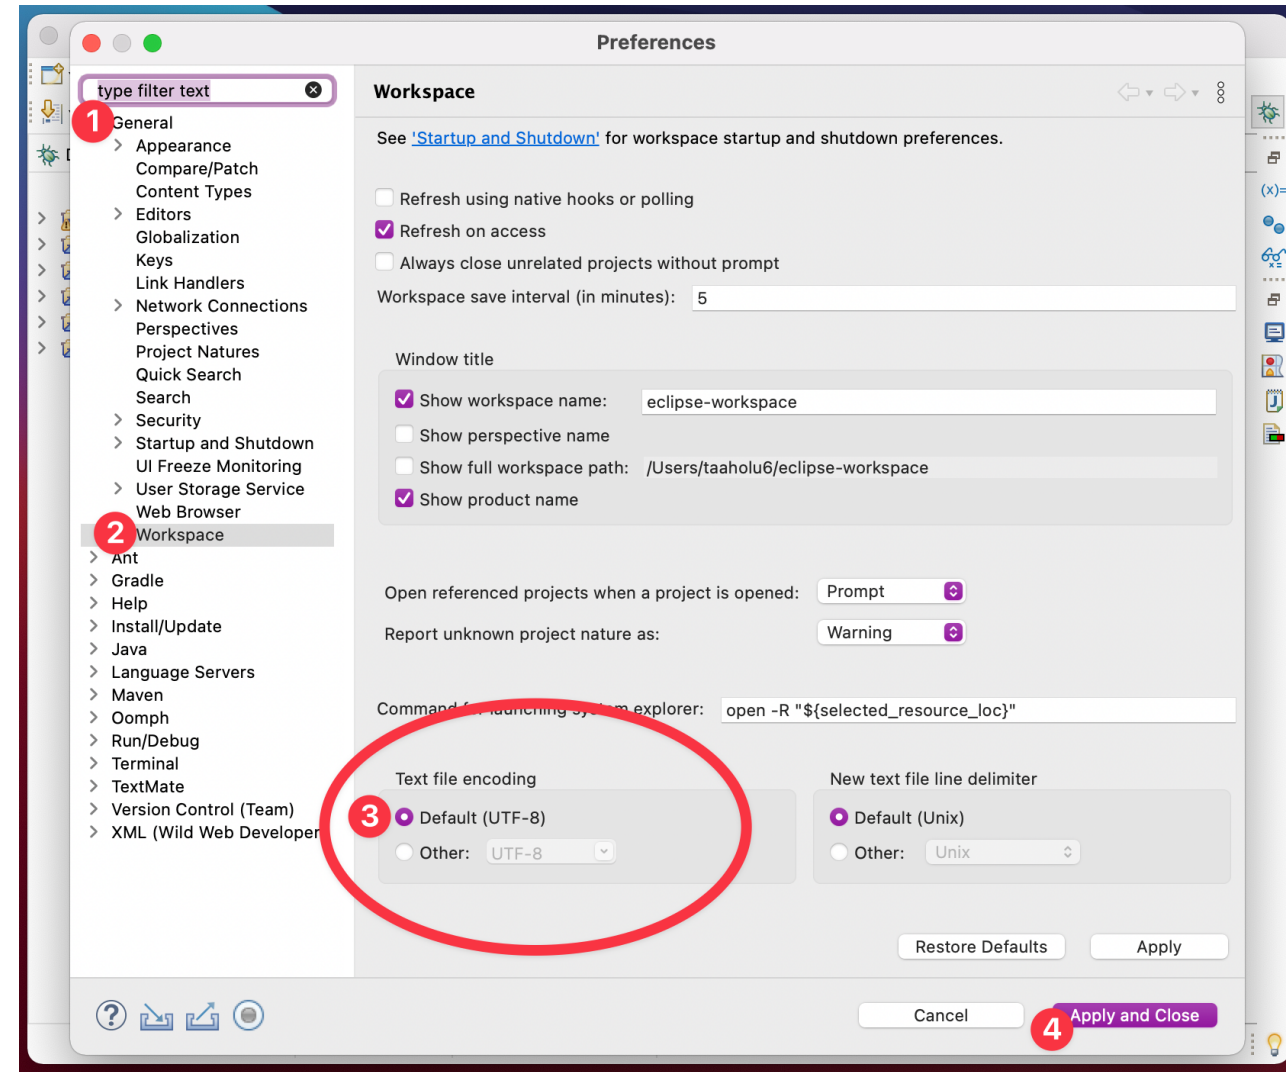 Preferences
type filter text
1
General
Appearance
Compare/Patch
Content Types
Editors
Globalization
Keys
Link Handlers
Network Connections
Perspectives
Project Natures
Quick Search
Search
Security
Startup and Shutdown
UI Freeze Monitoring
User Storage Service
Web Browser
2
Workspace
Ant
Gradle
Help
Install/Update
Java
Language Servers
Maven
Oomph
Run/Debug
Terminal
TextMate
Version Control (Team)
XML (Wild Web Developer
Workspace
See 'Startup and Shutdown' for workspace startup and shutdown preferences.
Refresh using native hooks or polling
Refresh on access
Always close unrelated projects without prompt
Workspace save interval (in minutes): 5
Window title
Show workspace name: eclipse-workspace
Show perspective name
Show full workspace path: /Users/taaholu6/eclipse-workspace
Show product name
Open referenced projects when a project is opened: Prompt
Report unknown project nature as: Warning
Command for launching system explorer: open -R "${selected_resource_loc}"
Text file encoding
3 Default (UTF-8)
Other: UTF-8
New text file line delimiter
Default (Unix)
Other: Unix
Restore Defaults Apply
Cancel 4 Apply and Close
(x)=